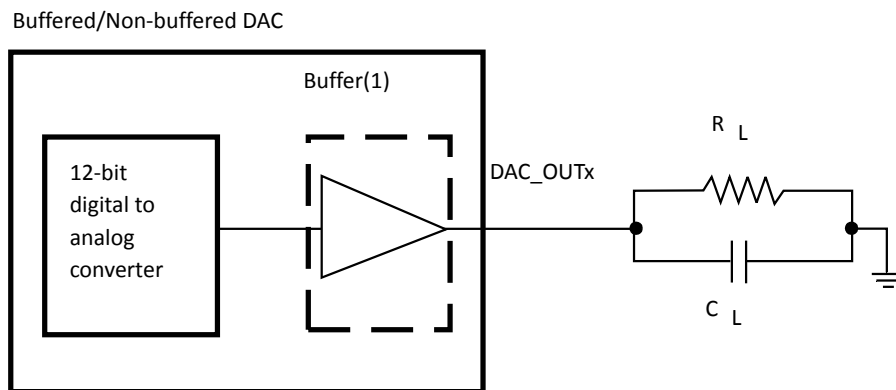 Buffered/Non-buffered DAC
Buffer(1)
12-bit
digital to
analog
converter
DAC_OUTx
R L
C L